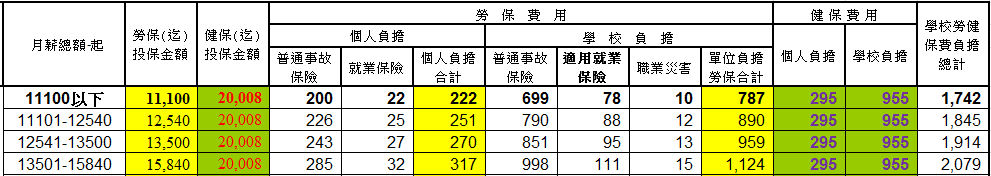 月薪總額-起 勞保(迄)投保金額 健保(迄)投保金額 勞保費用 健保費用 學校勞健保費負擔總計
個人負擔 學校負擔 個人負擔 學校負擔
普通事故保險 就業保險 個人負擔合計 普通事故保險 適用就業保險 職業災害 單位負擔勞保合計
11100以下 11,100 20,008 200 22 222 699 78 10 787 295 955 1,742
11101-12540 12,540 20,008 226 25 251 790 88 12 890 295 955 1,845
12541-13500 13,500 20,008 243 27 270 851 95 13 959 295 955 1,914
13501-15840 15,840 20,008 285 32 317 998 111 15 1,124 295 955 2,079